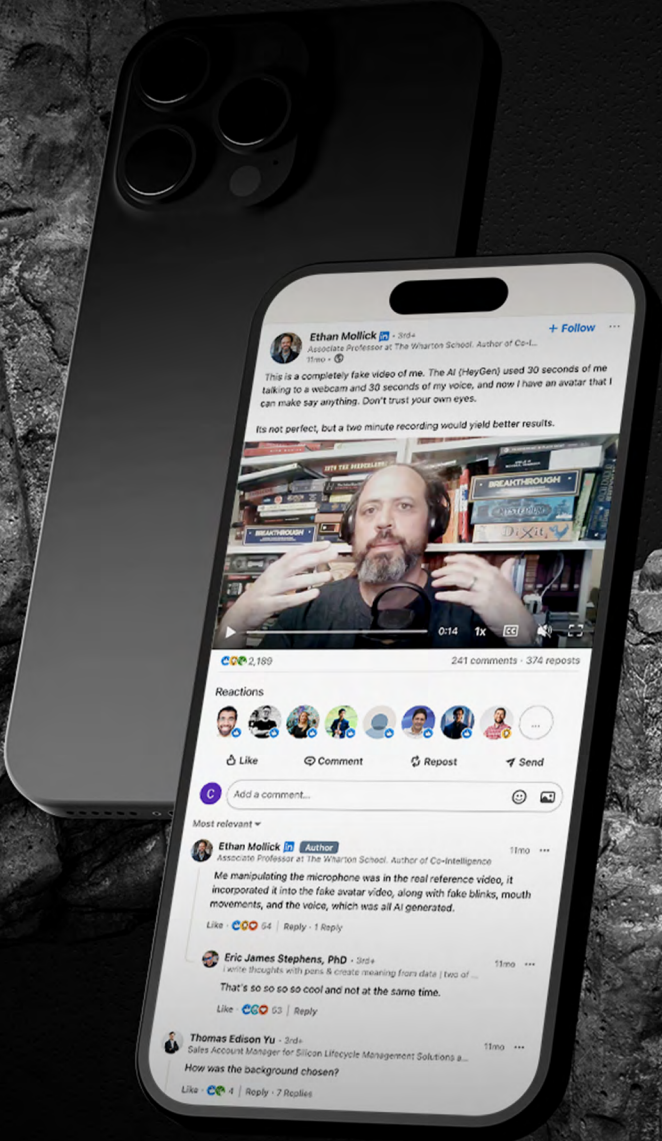 Ethan Mollick in · 3rd+
+ Follow
Associate Professor at The Wharton School. Author of Co-I...
11mo ·
This is a completely fake video of me. The AI (HeyGen) used 30 seconds of me
talking to a webcam and 30 seconds of my voice, and now I have an avatar that I
can make say anything. Don't trust your own eyes.
Its not perfect, but a two minute recording would yield better results.
INTO THE BORDERLANDS
BREAKTHROUGH
BREAKTHROUGH
MYSTERIUM
DiXit
0:14 1x CC
2,189
241 comments · 374 reposts
Reactions
...
Like
Comment
Repost
Send
C
Add a comment...
Most relevant
Ethan Mollick in Author
11mo ...
Associate Professor at The Wharton School. Author of Co-Intelligence
Me manipulating the microphone was in the real reference video, it
incorporated it into the fake avatar video, along with fake blinks, mouth
movements, and the voice, which was all AI generated.
Like · 64 | Reply · 1 Reply
Eric James Stephens, PhD · 3rd+
11mo ...
i write thoughts with pens & create meaning from data | two of ...
That's so so so so cool and not at the same time.
Like · 53 | Reply
Thomas Edison Yu · 3rd+
11mo ...
Sales Account Manager for Silicon Lifecycle Management Solutions a...
How was the background chosen?
Like · 4 | Reply · 7 Replies